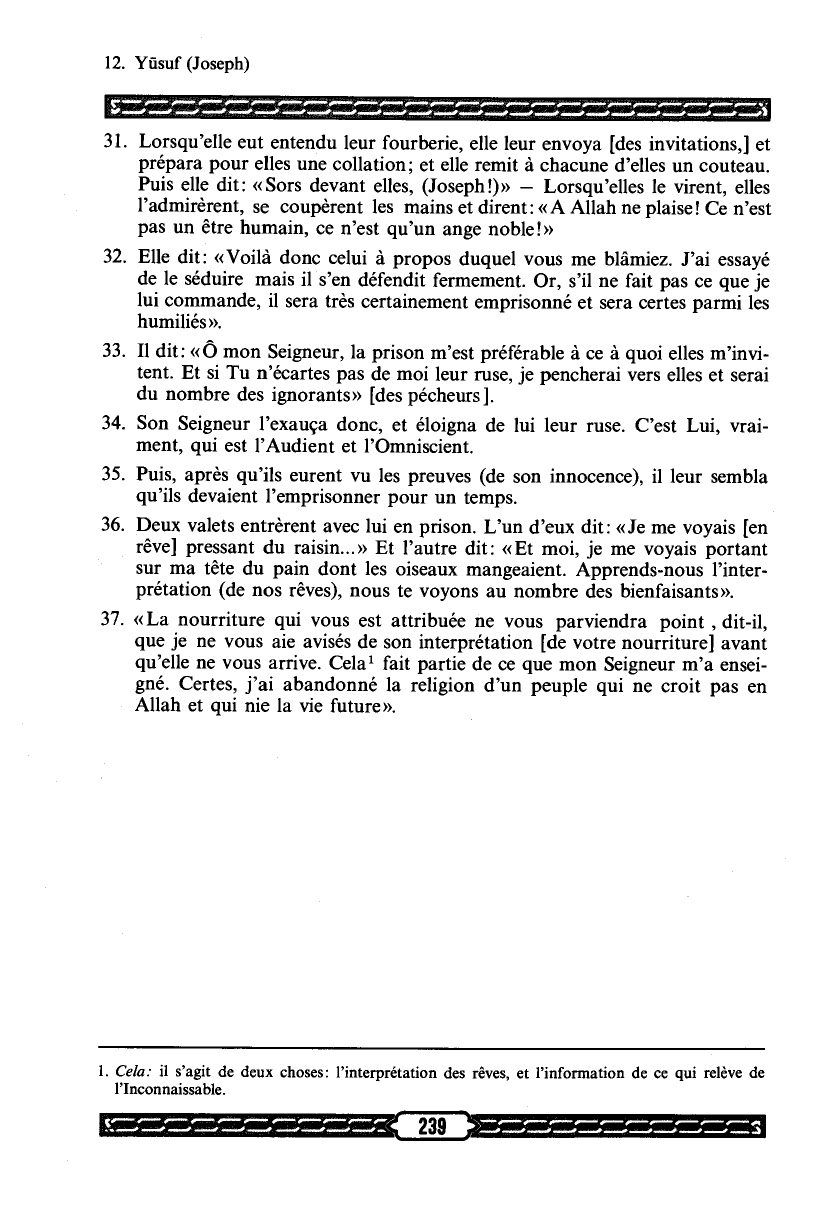 12. Yūsuf (Joseph)
31. Lorsqu'elle eut entendu leur fourberie, elle leur envoya [des invitations,] et
prépara pour elles une collation; et elle remit à chacune d'elles un couteau.
Puis elle dit: «Sors devant elles, (Joseph!)» — Lorsqu'elles le virent, elles
l'admirèrent, se coupèrent les mains et dirent: «A Allah ne plaise! Ce n'est
pas un être humain, ce n'est qu'un ange noble!»
32. Elle dit: «Voilà donc celui à propos duquel vous me blâmiez. J'ai essayé
de le séduire mais il s'en défendit fermement. Or, s'il ne fait pas ce que je
lui commande, il sera très certainement emprisonné et sera certes parmi les
humiliés».
33. Il dit: «Ô mon Seigneur, la prison m'est préférable à ce à quoi elles m'invi-
tent. Et si Tu n'écartes pas de moi leur ruse, je pencherai vers elles et serai
du nombre des ignorants» [des pécheurs].
34. Son Seigneur l'exauça donc, et éloigna de lui leur ruse. C'est Lui, vrai-
ment, qui est l'Audient et l'Omniscient.
35. Puis, après qu'ils eurent vu les preuves (de son innocence), il leur sembla
qu'ils devaient l'emprisonner pour un temps.
36. Deux valets entrèrent avec lui en prison. L'un d'eux dit: «Je me voyais [en
rêve] pressant du raisin...» Et l'autre dit: «Et moi, je me voyais portant
sur ma tête du pain dont les oiseaux mangeaient. Apprends-nous l'inter-
prétation (de nos rêves), nous te voyons au nombre des bienfaisants».
37. «La nourriture qui vous est attribuée ne vous parviendra point , dit-il,
que je ne vous aie avisés de son interprétation [de votre nourriture] avant
qu'elle ne vous arrive. Cela¹ fait partie de ce que mon Seigneur m'a ensei-
gné. Certes, j'ai abandonné la religion d'un peuple qui ne croit pas en
Allah et qui nie la vie future».
1. Cela: il s'agit de deux choses: l'interprétation des rêves, et l'information de ce qui relève de
l'Inconnaissable.
239